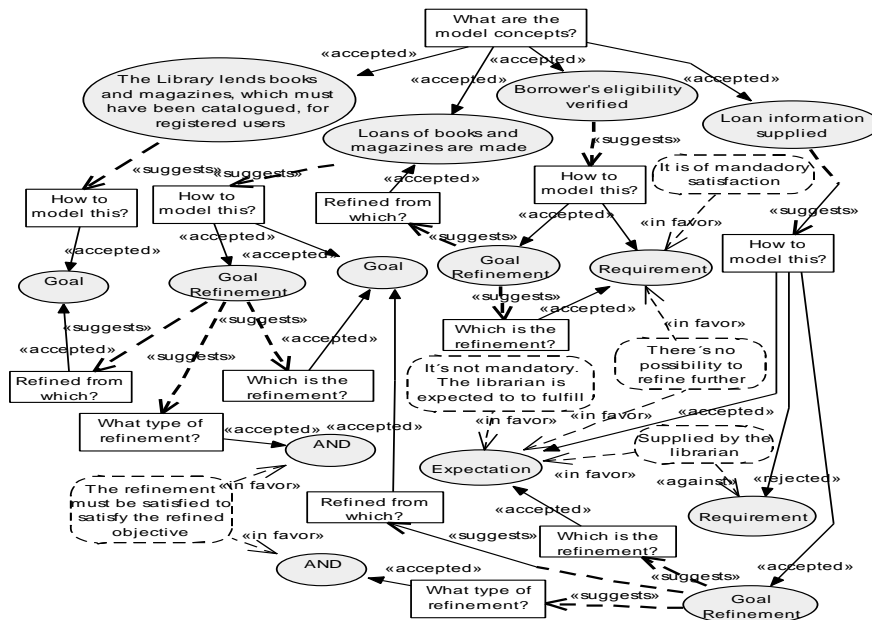 What are the
model concepts?
«accepted»
«accepted»
«accepted»
«accepted»
The Library lends books
and magazines, which must
have been catalogued, for
registered users
Loans of books and
magazines are made
Borrower's eligibility
verified
Loan information
supplied
«suggests»
«suggests»
«suggests»
«suggests»
It is of mandadory
satisfaction
How to
model this?
How to
model this?
Refined from
which?
«accepted»
How to
model this?
«in favor»
How to
model this?
«accepted»
«accepted»
«accepted»
«suggests»
«accepted»
Goal
Goal
Refinement
Goal
Goal
Refinement
Requirement
«suggests»
«accepted»
«suggests»
«suggests»
«accepted»
«suggests»
«accepted»
«in favor»
Refined from
which?
Which is the
refinement?
Which is the
refinement?
It´s not mandatory.
The librarian is
expected to to fulfill
There´s no
possibility to
refine further
What type of
refinement?
«accepted»
«accepted»
«in favor»
«in favor»
«accepted»
AND
Supplied by the
librarian
Expectation
«in favor»
«against»
«rejected»
The refinement
must be satisfied to
satisfy the refined
objective
«in favor»
«in favor»
Refined from
which?
«accepted»
Requirement
«suggests»
Which is the
refinement?
AND
«accepted»
What type of
refinement?
«suggests»
«suggests»
«accepted»
Goal
Refinement